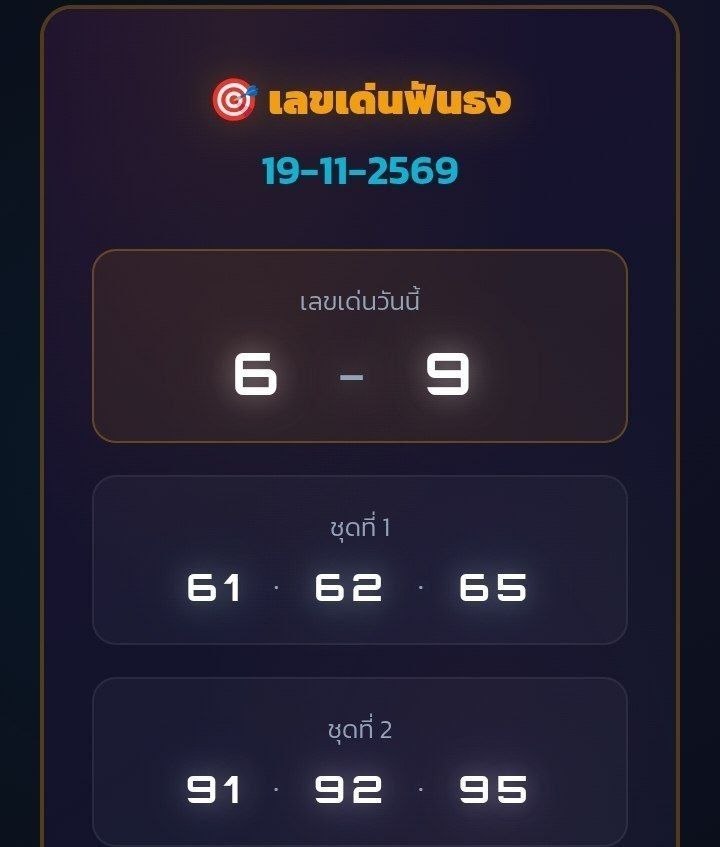 🎯 เลขเด่นฟันธง
19-11-2569
เลขเด่นวันนี้
6 - 9
ชุดที่ 1
61 · 62 · 65
ชุดที่ 2
91 · 92 · 95